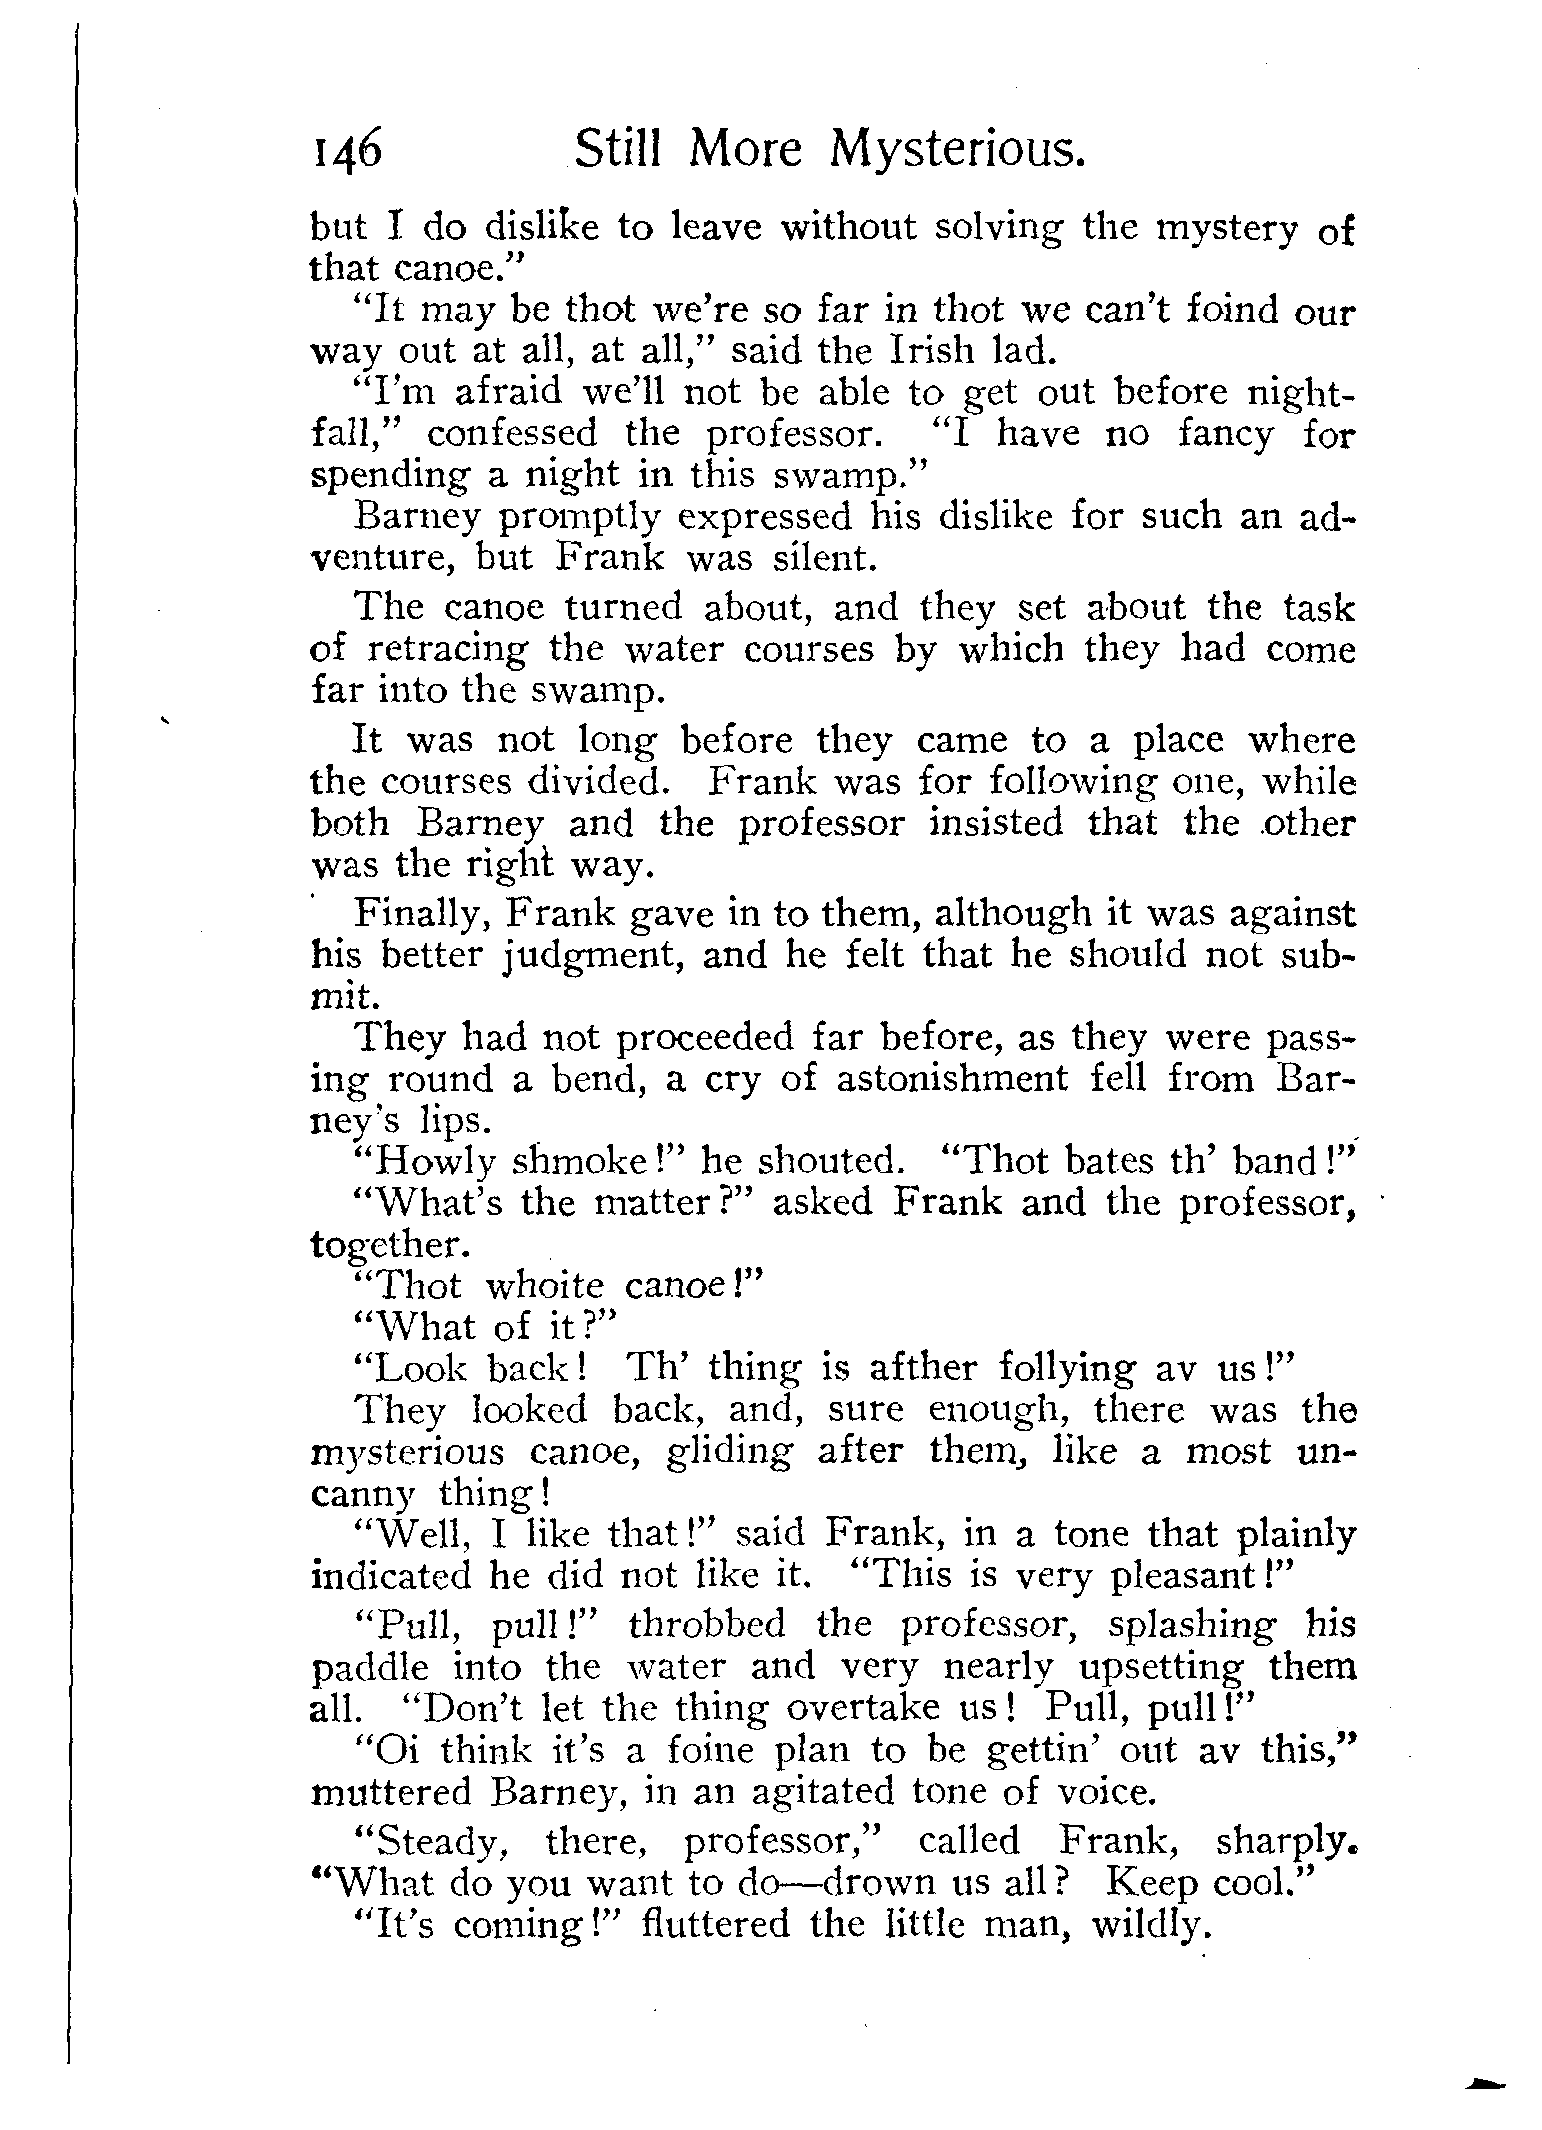 146 Still More Mysterious.
but I do dislike to leave without solving the mystery of
that canoe.”
“It may be thot we’re so far in thot we can’t foind our
way out at all, at all,” said the Irish lad.
“I’m afraid we’ll not be able to get out before night-
fall,” confessed the professor. “I have no fancy for
spending a night in this swamp.”
Barney promptly expressed his dislike for such an ad-
venture, but Frank was silent.
The canoe turned about, and they set about the task
of retracing the water courses by which they had come
far into the swamp.
It was not long before they came to a place where
the courses divided. Frank was for following one, while
both Barney and the professor insisted that the other
was the right way.
Finally, Frank gave in to them, although it was against
his better judgment, and he felt that he should not sub-
mit.
They had not proceeded far before, as they were pass-
ing round a bend, a cry of astonishment fell from Bar-
ney’s lips.
“Howly shmoke!” he shouted. “Thot bates th’ band!”
“What’s the matter?” asked Frank and the professor,
together.
“Thot whoite canoe!”
“What of it?”
“Look back! Th’ thing is afther follying av us!”
They looked back, and, sure enough, there was the
mysterious canoe, gliding after them, like a most un-
canny thing!
“Well, I like that!” said Frank, in a tone that plainly
indicated he did not like it. “This is very pleasant!”
“Pull, pull!” throbbed the professor, splashing his
paddle into the water and very nearly upsetting them
all. “Don’t let the thing overtake us! Pull, pull!”
“Oi think it’s a foine plan to be gettin’ out av this,”
muttered Barney, in an agitated tone of voice.
“Steady, there, professor,” called Frank, sharply.
“What do you want to do—drown us all? Keep cool.”
“It’s coming!” fluttered the little man, wildly.